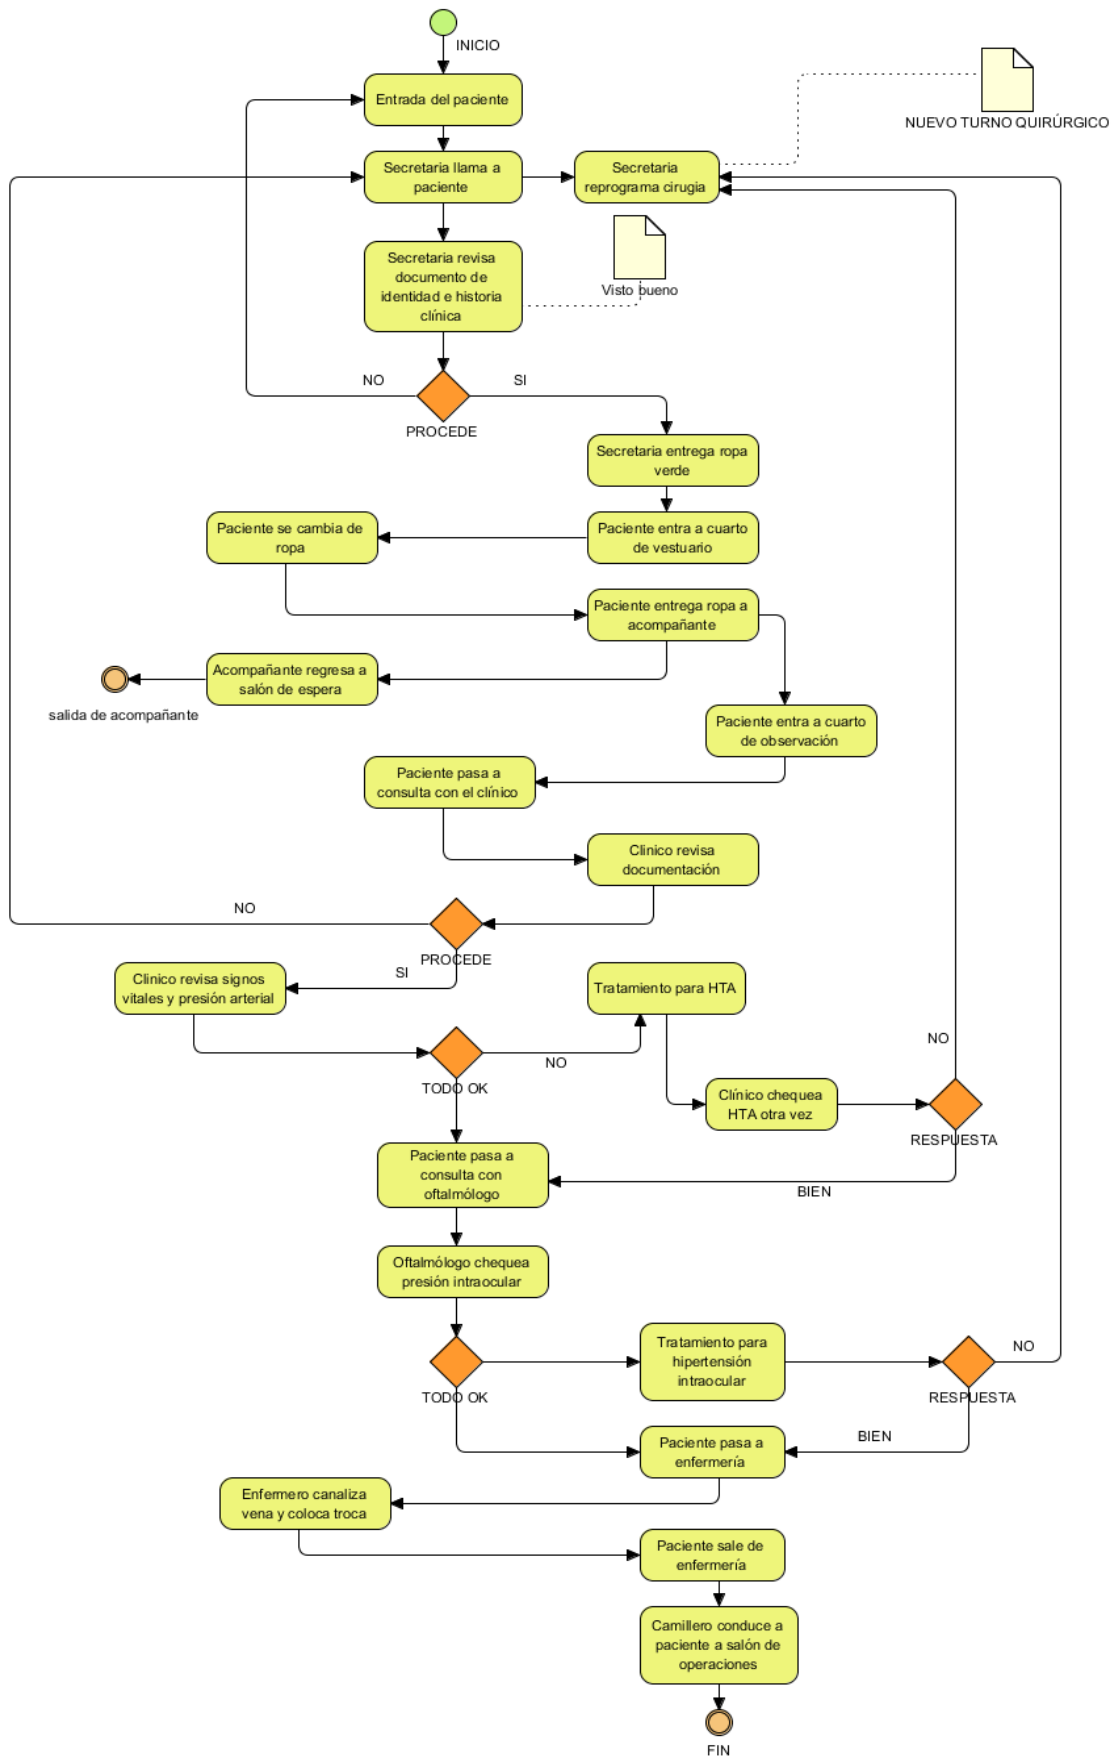 INICIO
Entrada del paciente
NUEVO TURNO QUIRÚRGICO
Secretaria llama a
paciente
Secretaria
reprograma cirugia
Secretaria revisa
documento de
identidad e historia
clínica
Visto bueno
NO
SI
PROCEDE
Secretaria entrega ropa
verde
Paciente se cambia de
ropa
Paciente entra a cuarto
de vestuario
Paciente entrega ropa a
acompañante
Acompañante regresa a
salón de espera
salida de acompañante
Paciente entra a cuarto
de observación
Paciente pasa a
consulta con el clínico
Clinico revisa
documentación
NO
PROCEDE
SI
Clinico revisa signos
vitales y presión arterial
Tratamiento para HTA
NO
NO
TODO OK
Clínico chequea
HTA otra vez
RESPUESTA
Paciente pasa a
consulta con
oftalmólogo
BIEN
Oftalmólogo chequea
presión intraocular
Tratamiento para
hipertensión
intraocular
NO
TODO OK
RESPUESTA
Paciente pasa a
enfermería
BIEN
Enfermero canaliza
vena y coloca troca
Paciente sale de
enfermería
Camillero conduce a
paciente a salón de
operaciones
FIN